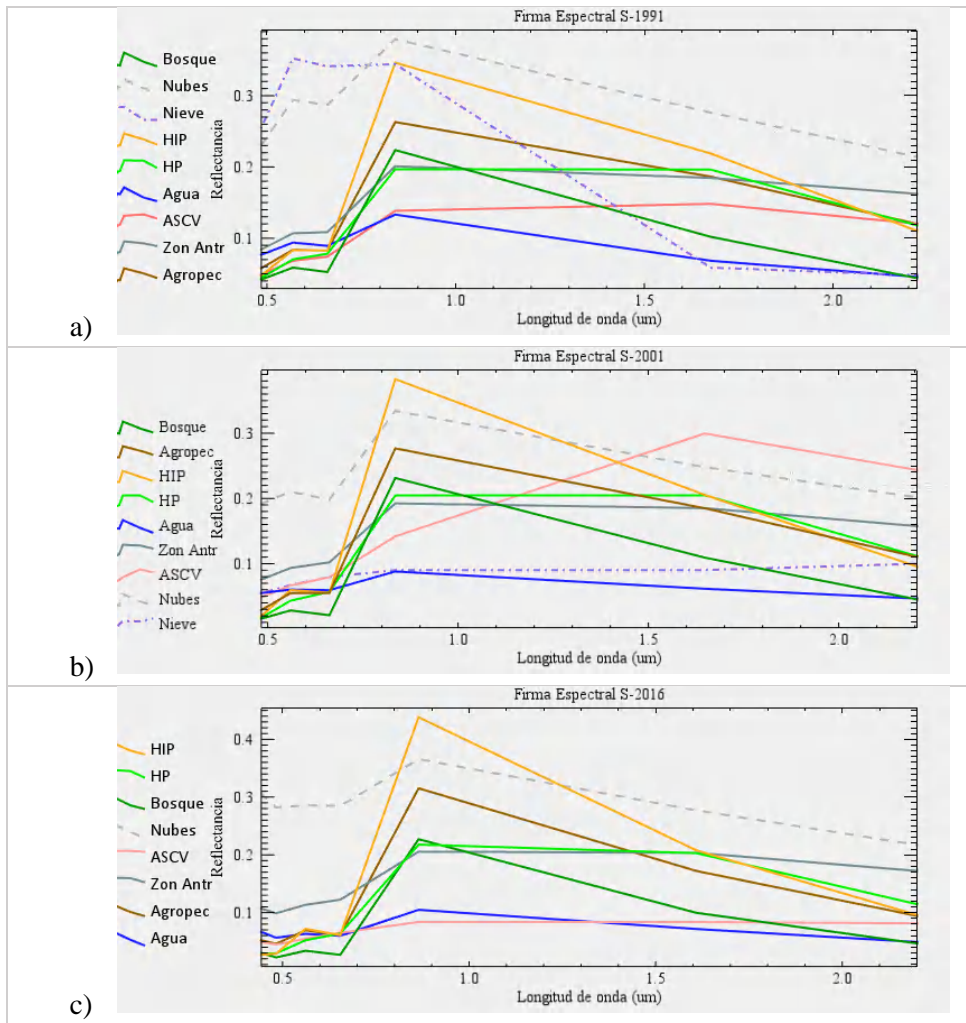 Firma Espectral S-1991
Bosque
Nubes
Nieve
HIP
HP
Agua
ASCV
Zon Antr
Agropec
Reflectancia
0.3
0.2
0.1
0.5
1.0
1.5
2.0
Longitud de onda (um)
a)
Firma Espectral S-2001
Bosque
Agropec
HIP
HP
Agua
Zon Antr
ASCV
Nubes
Nieve
Reflectancia
0.3
0.2
0.1
0.5
1.0
1.5
2.0
Longitud de onda (um)
b)
Firma Espectral S-2016
HIP
HP
Bosque
Nubes
ASCV
Zon Antr
Agropec
Agua
Reflectancia
0.4
0.3
0.2
0.1
0.5
1.0
1.5
2.0
Longitud de onda (um)
c)